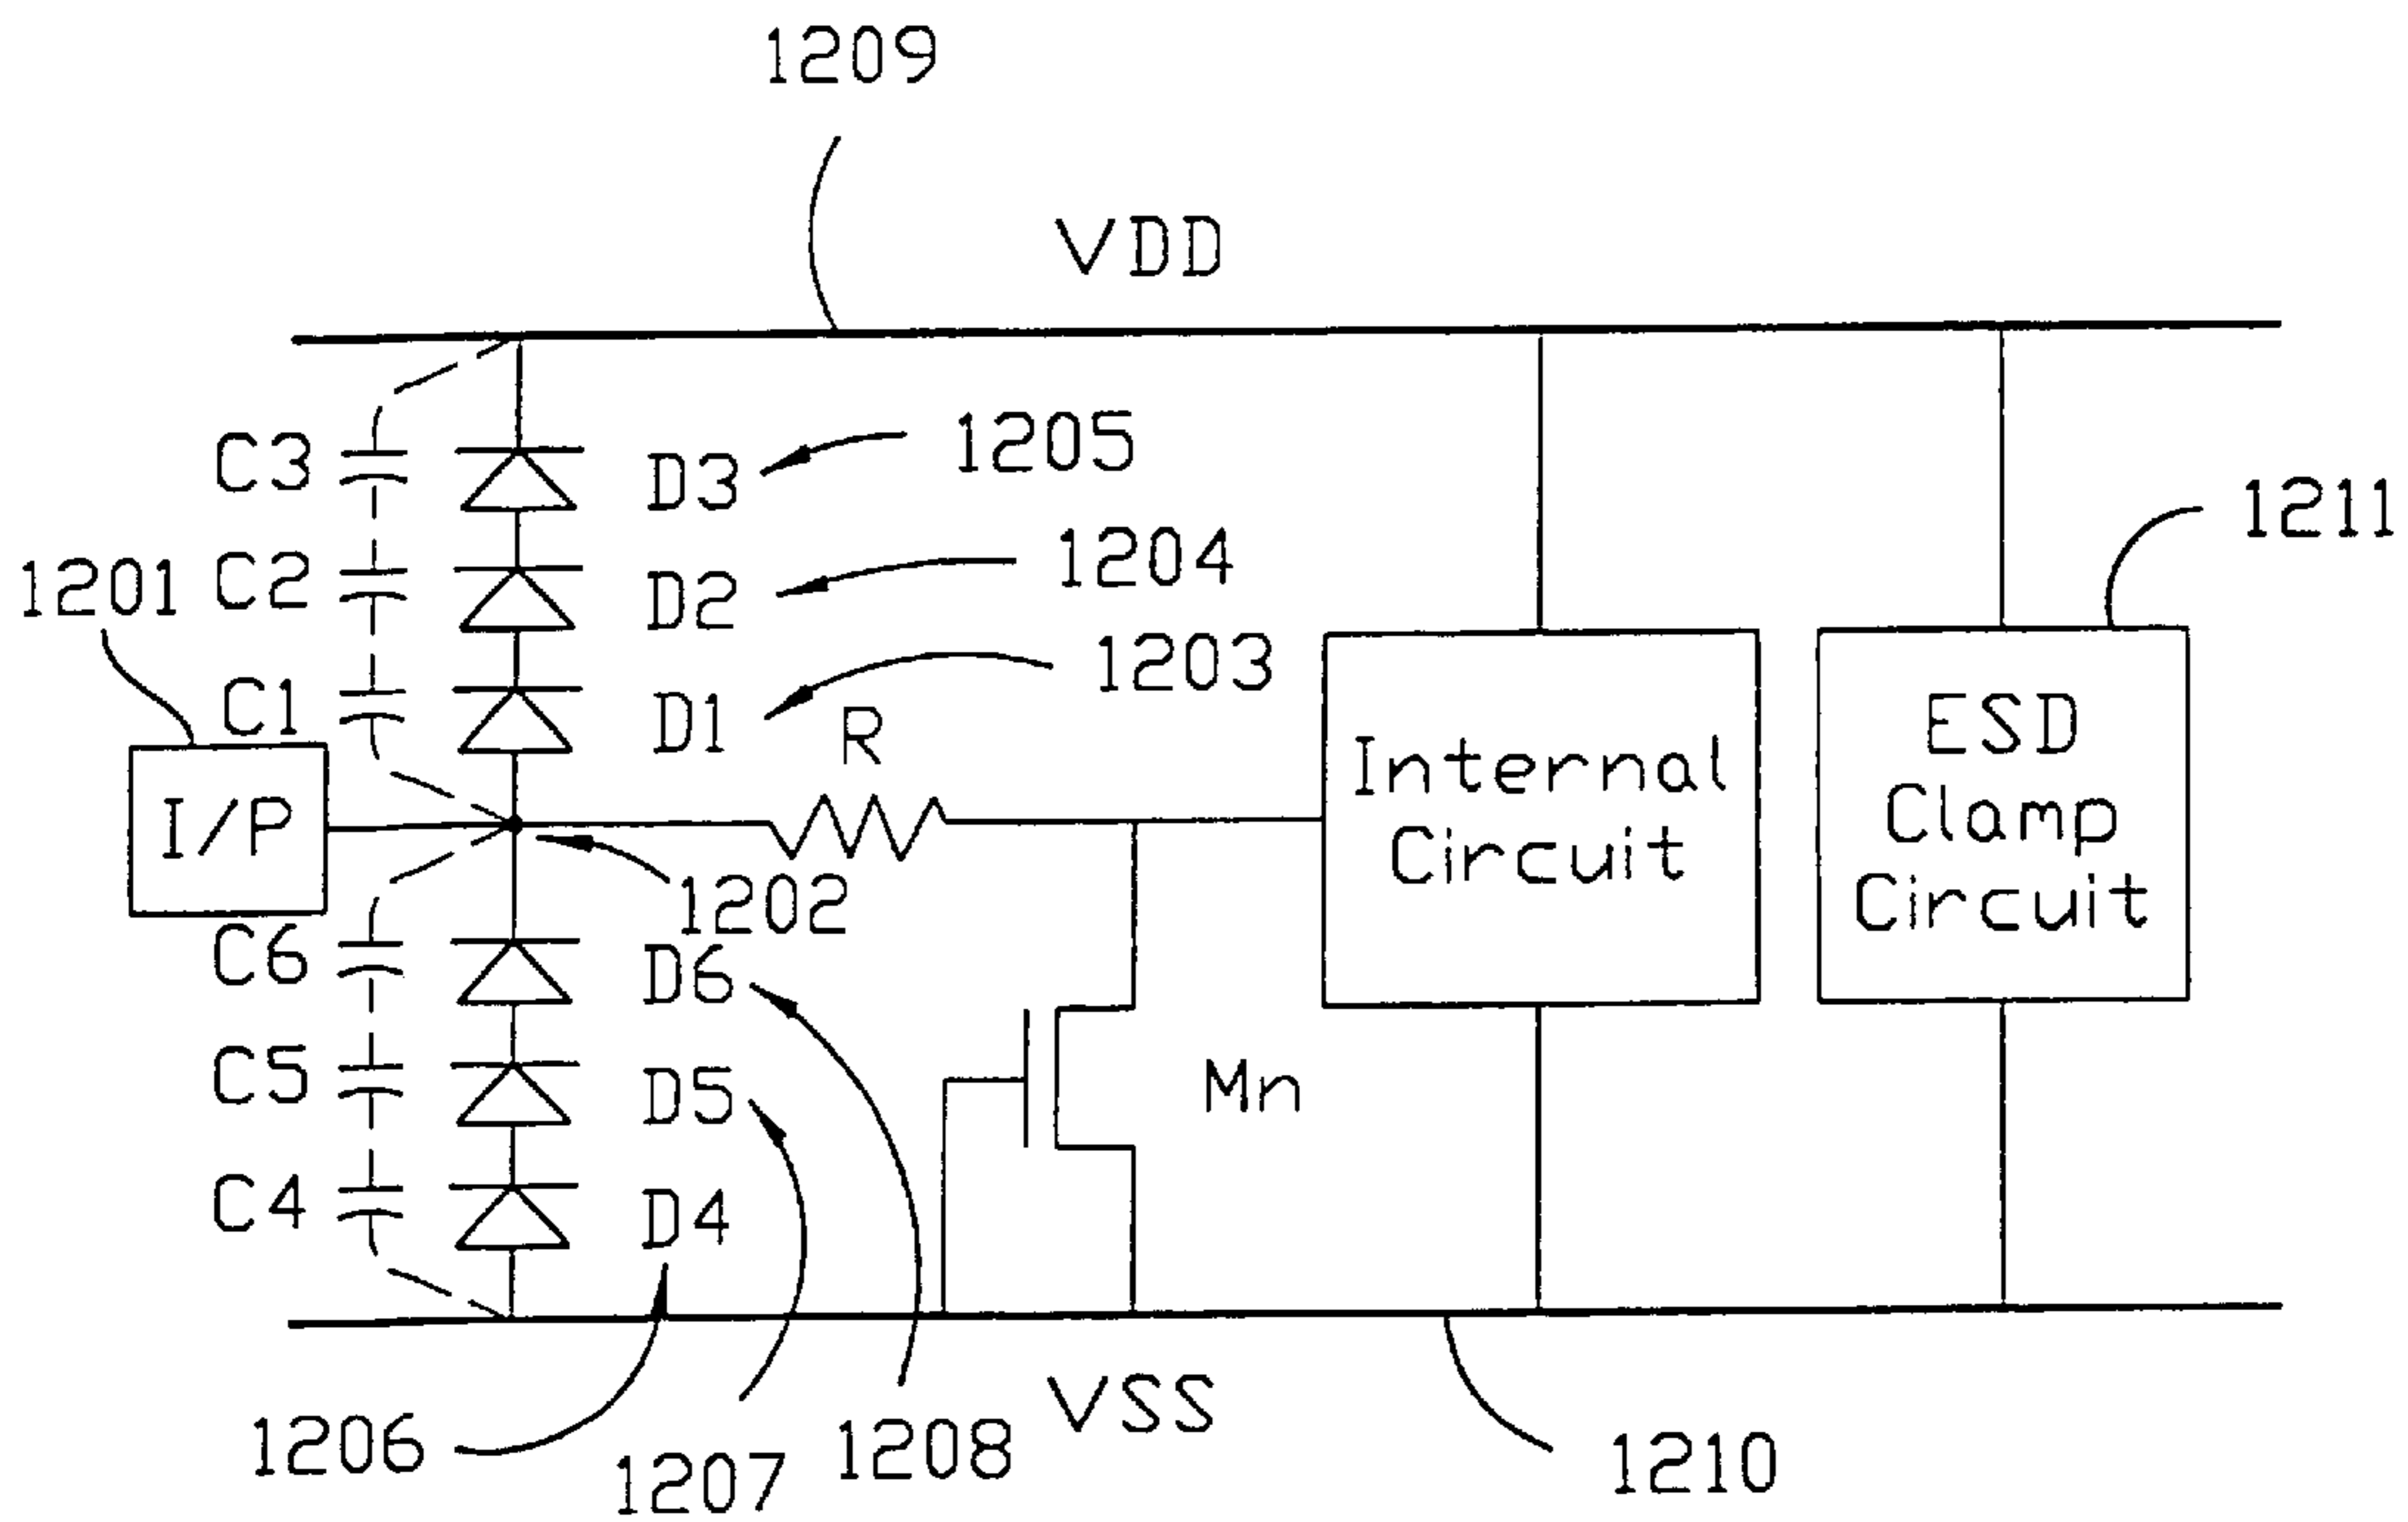 1209
VDD
C3
D3
1205
1211
1201
C2
D2
1204
C1
D1
1203
R
I/P
Internal
Circuit
ESD
Clamp
Circuit
1202
C6
D6
C5
D5
Mn
C4
D4
VSS
1206
1207
1208
1210